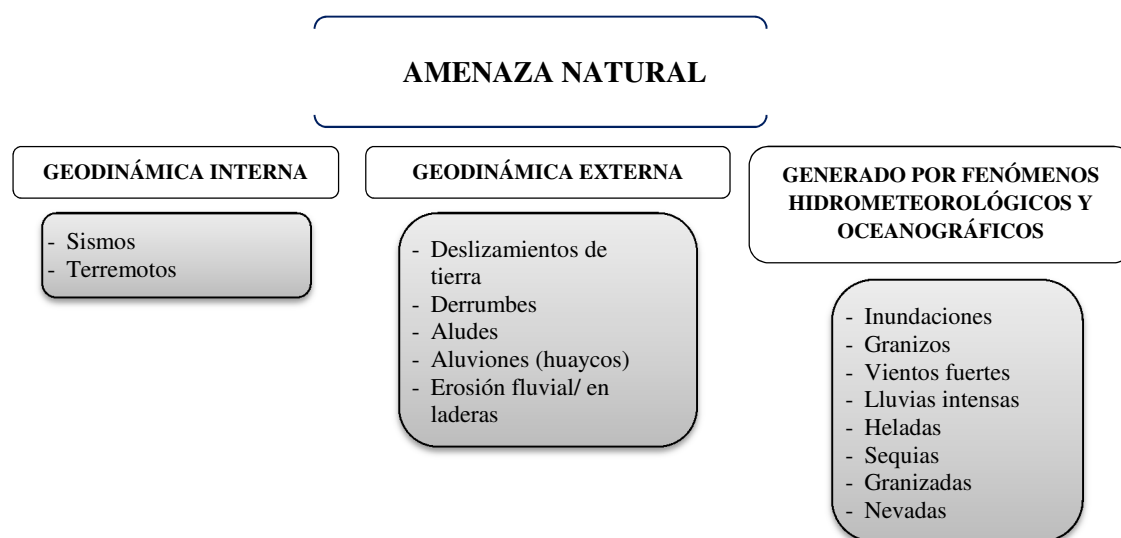 AMENAZA NATURAL
GEODINÁMICA INTERNA
- Sismos
- Terremotos
GEODINÁMICA EXTERNA
- Deslizamientos de
tierra
- Derrumbes
- Aludes
- Aluviones (huaycos)
- Erosión fluvial/ en
laderas
GENERADO POR FENÓMENOS
HIDROMETEOROLÓGICOS Y
OCEANOGRÁFICOS
- Inundaciones
- Granizos
- Vientos fuertes
- Lluvias intensas
- Heladas
- Sequias
- Granizadas
- Nevadas